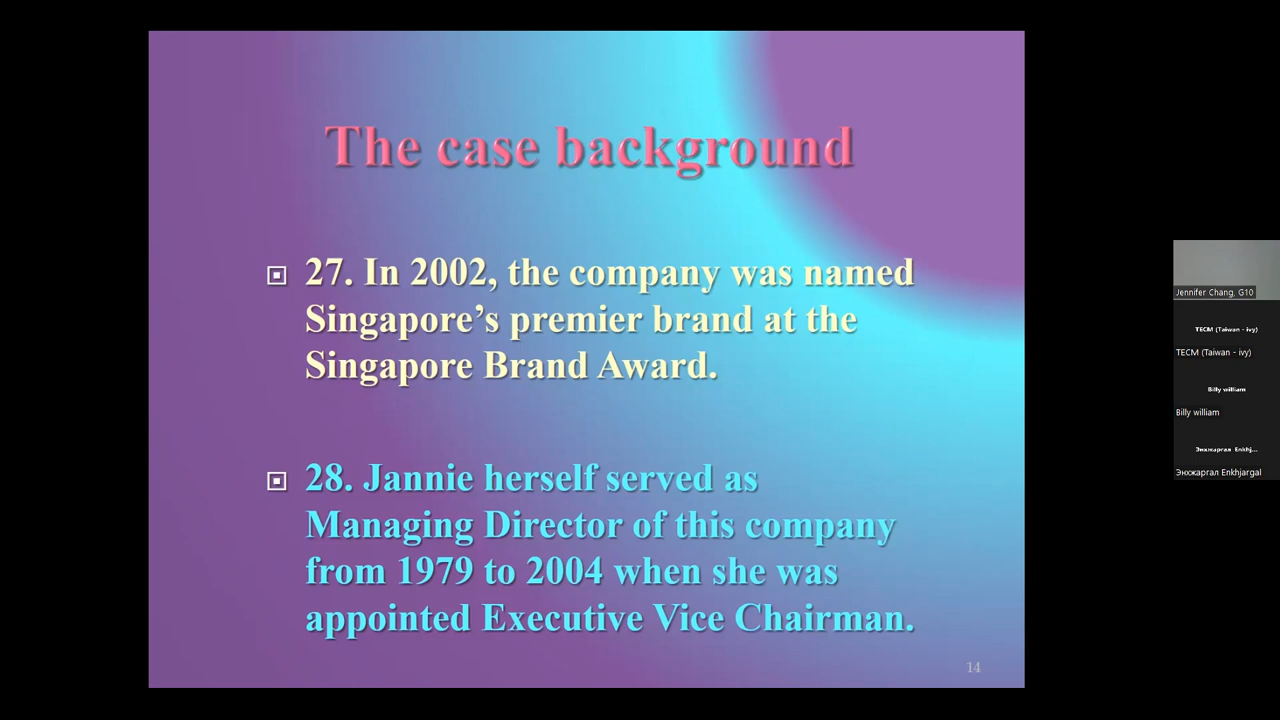 The case background
27. In 2002, the company was named
Singapore’s premier brand at the
Singapore Brand Award.
28. Jannie herself served as
Managing Director of this company
from 1979 to 2004 when she was
appointed Executive Vice Chairman.
14
Jennifer Chang, G10
TECM (Taiwan - ivy)
TECM (Taiwan - ivy)
Billy william
Billy william
Энхжаргал Enkhj...
Энхжаргал Enkhjargal